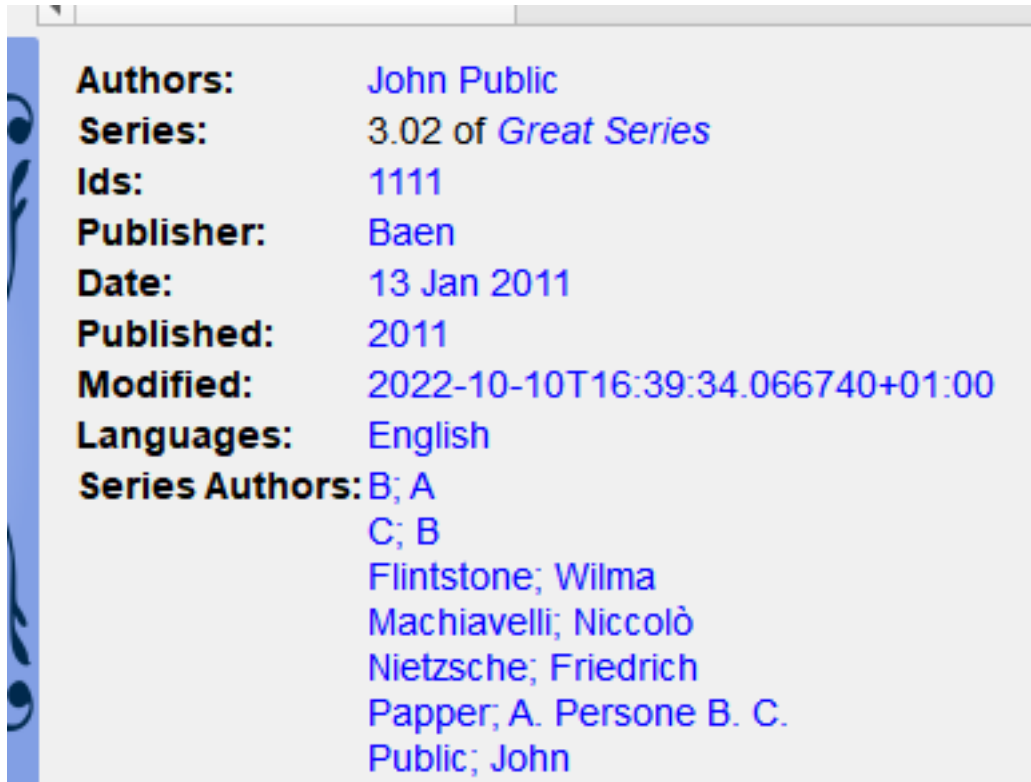 Authors: John Public
Series: 3.02 of Great Series
Ids: 1111
Publisher: Baen
Date: 13 Jan 2011
Published: 2011
Modified: 2022-10-10T16:39:34.066740+01:00
Languages: English
Series Authors: B; A
C; B
Flintstone; Wilma
Machiavelli; Niccolò
Nietzsche; Friedrich
Papper; A. Persone B. C.
Public; John